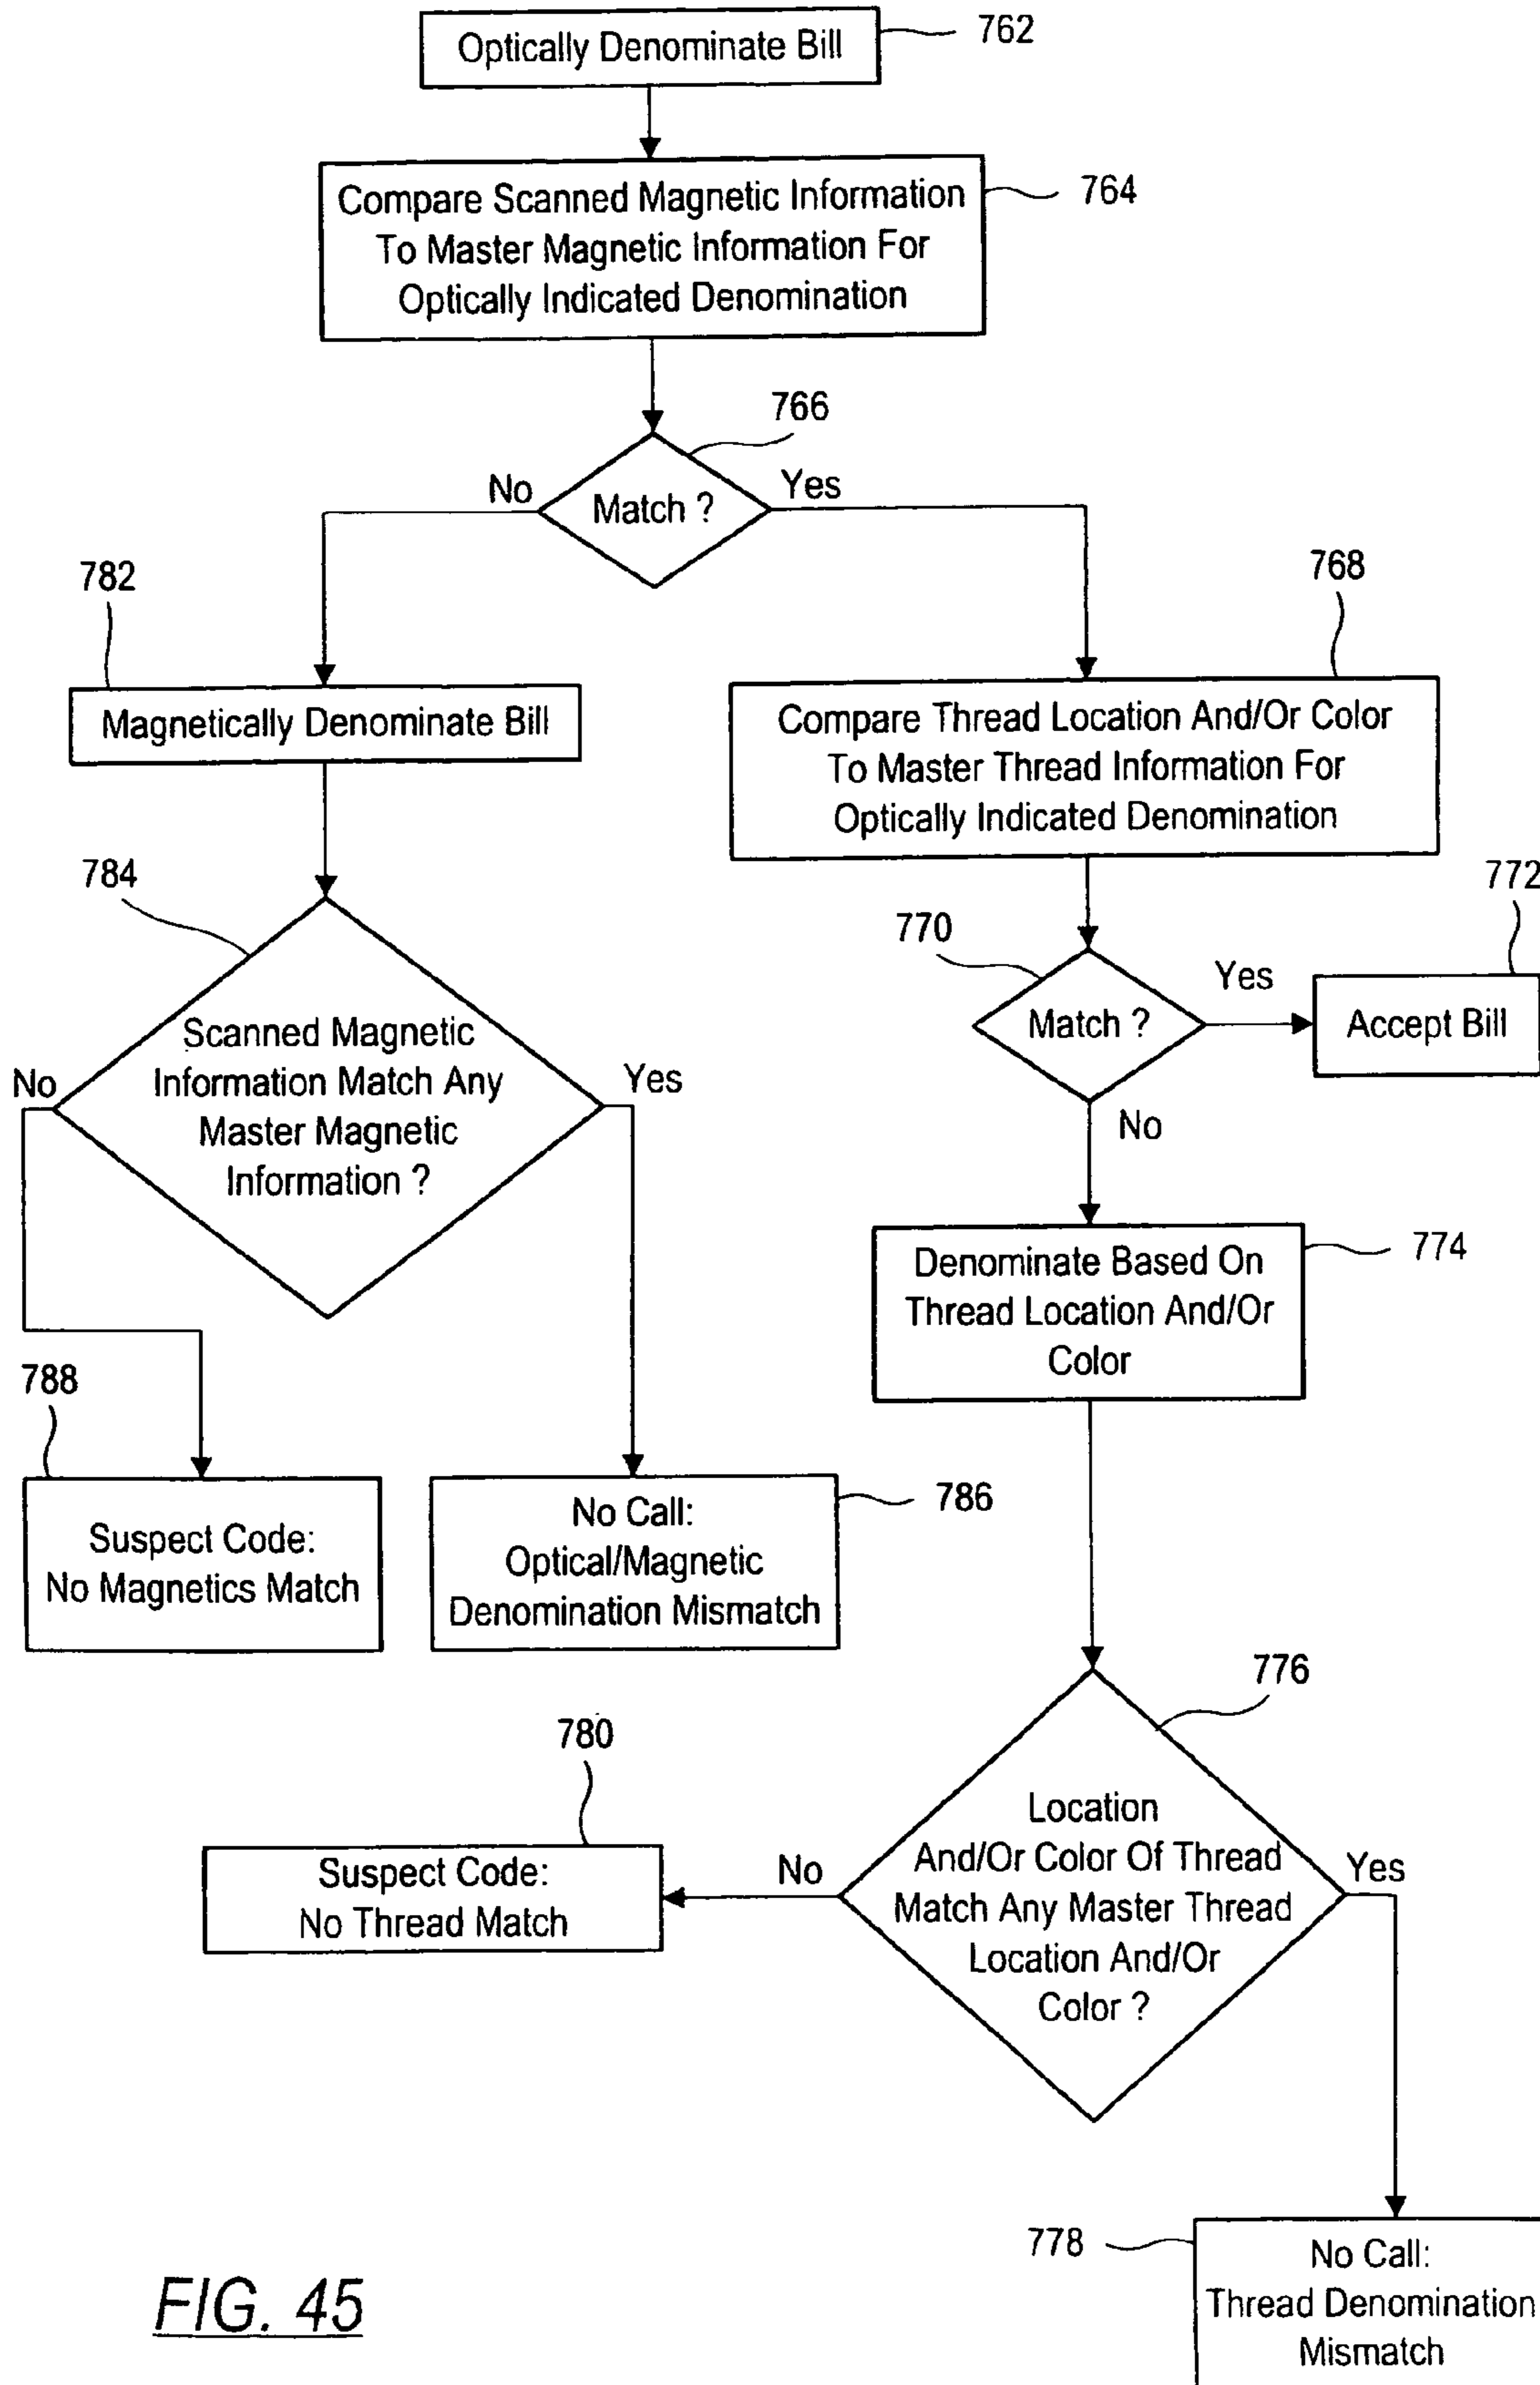 Optically Denominate Bill
762
Compare Scanned Magnetic Information
To Master Magnetic Information For
Optically Indicated Denomination
764
766
No
Match ?
Yes
782
768
Magnetically Denominate Bill
Compare Thread Location And/Or Color
To Master Thread Information For
Optically Indicated Denomination
784
772
770
Yes
Match ?
Accept Bill
No
Scanned Magnetic
Information Match Any
Master Magnetic
Information ?
No
Yes
774
Denominate Based On
Thread Location And/Or
Color
788
Suspect Code:
No Magnetics Match
786
No Call:
Optical/Magnetic
Denomination Mismatch
776
780
Location
And/Or Color Of Thread
Match Any Master Thread
Location And/Or
Color ?
No
Yes
Suspect Code:
No Thread Match
778
No Call:
Thread Denomination
Mismatch
FIG. 45